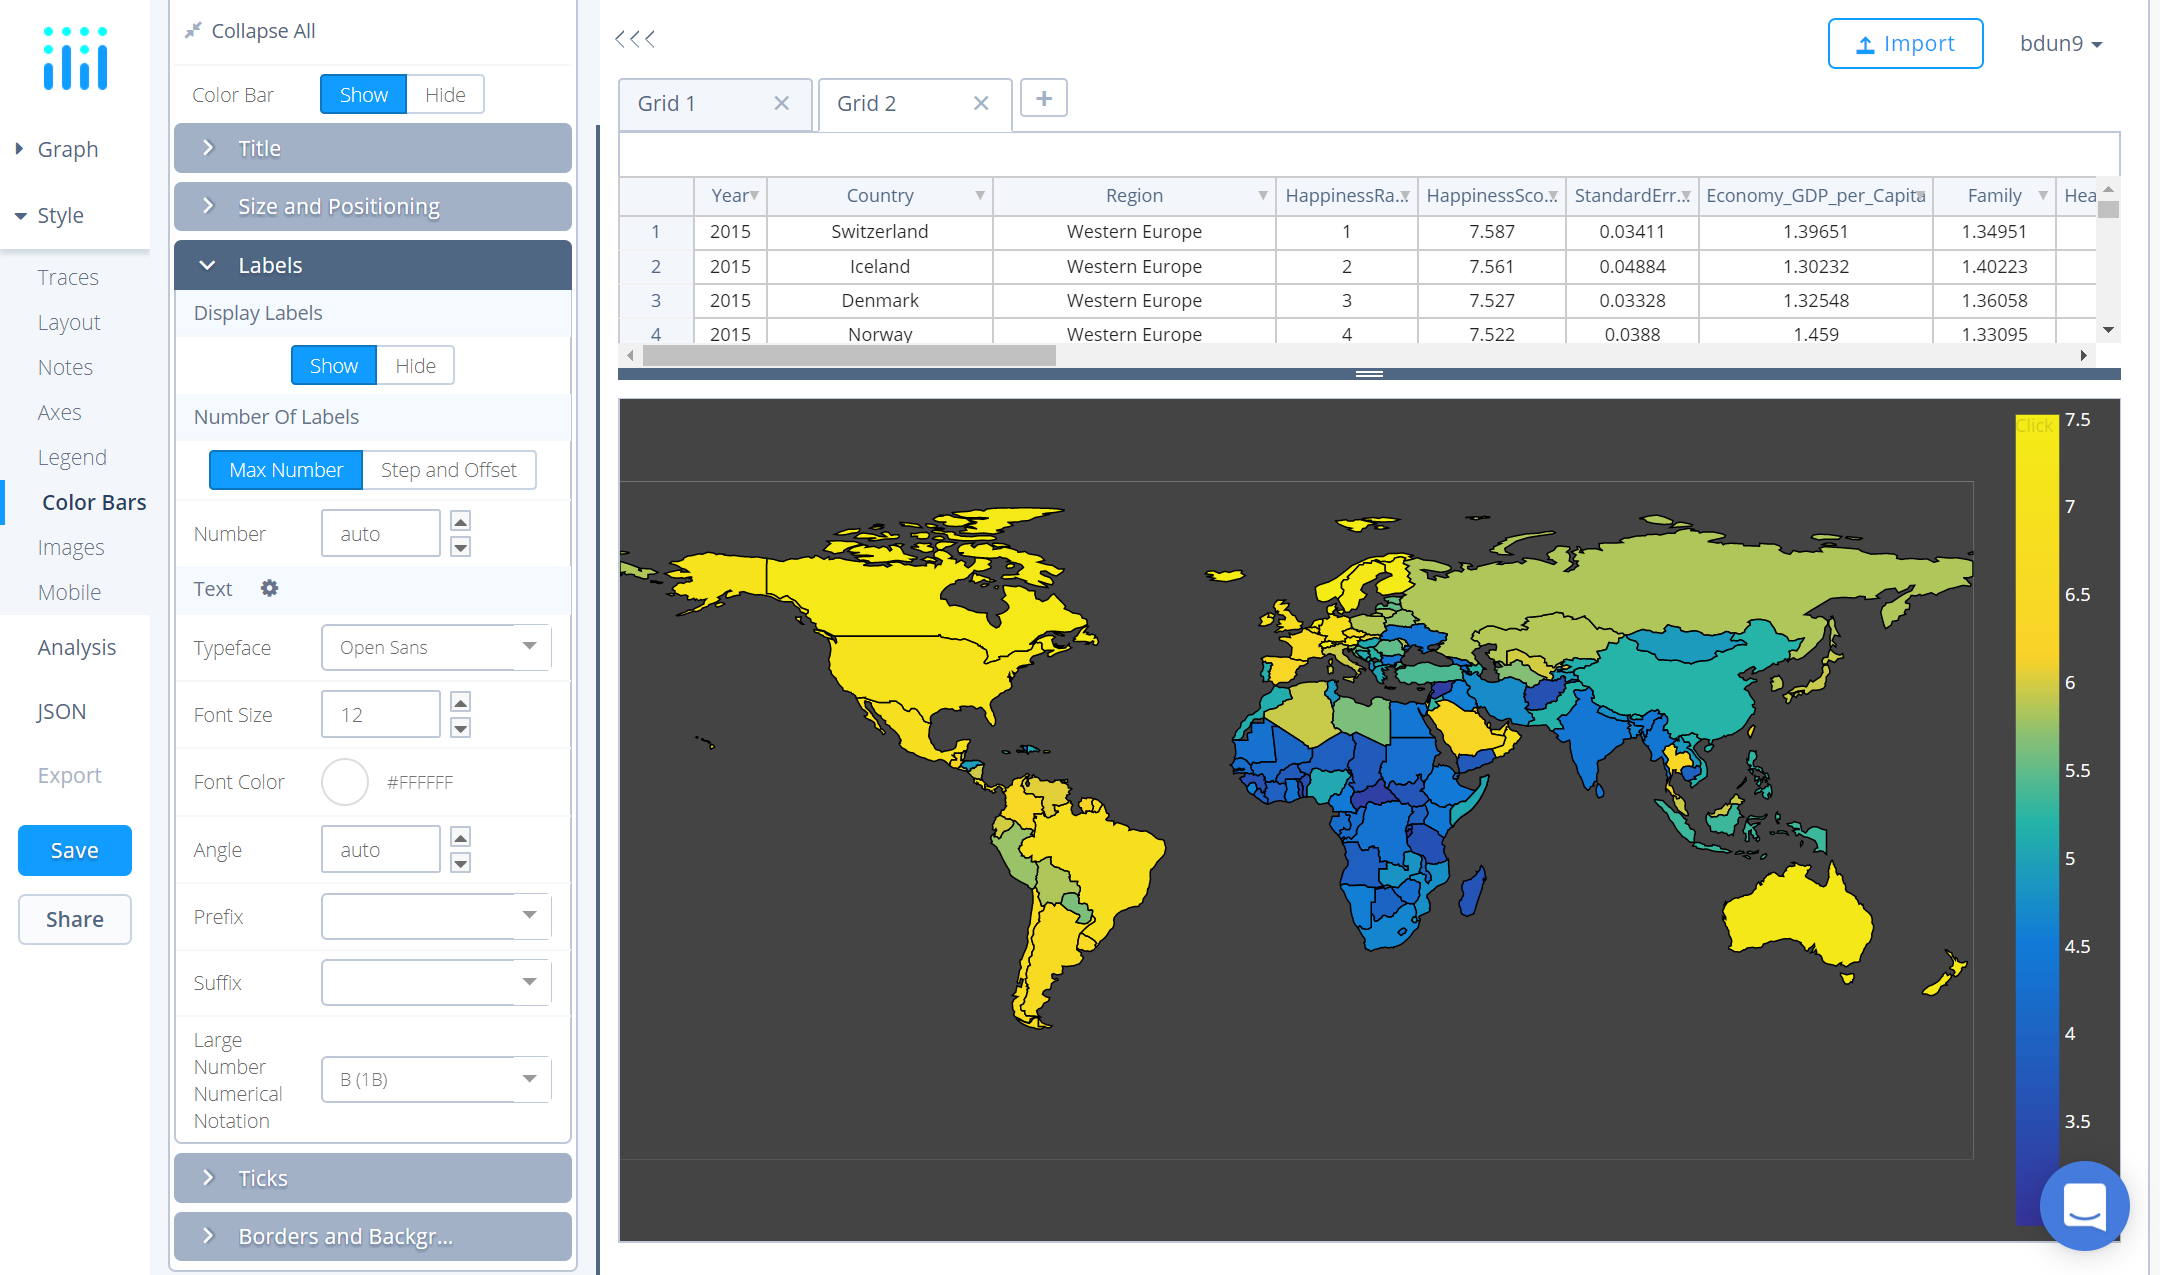 Collapse All
Color Bar Show Hide
Title
Size and Positioning
Labels
Display Labels
Show Hide
Number Of Labels
Max Number Step and Offset
Number auto
Text
Typeface Open Sans
Font Size 12
Font Color #FFFFFF
Angle auto
Prefix
Suffix
Large
Number
Numerical
Notation
B (1B)
Ticks
Borders and Backgr...
Graph
Style
Traces
Layout
Notes
Axes
Legend
Color Bars
Images
Mobile
Analysis
JSON
Export
Save
Share
Import
bdun9
Grid 1
Grid 2
Year Country Region HappinessRa... HappinessSco... StandardErr... Economy_GDP_per_Capita Family Hea
1 2015 Switzerland Western Europe 1 7.587 0.03411 1.39651 1.34951
2 2015 Iceland Western Europe 2 7.561 0.04884 1.30232 1.40223
3 2015 Denmark Western Europe 3 7.527 0.03328 1.32548 1.36058
4 2015 Norway Western Europe 4 7.522 0.0388 1.459 1.33095
Click
7.5
7
6.5
6
5.5
5
4.5
4
3.5